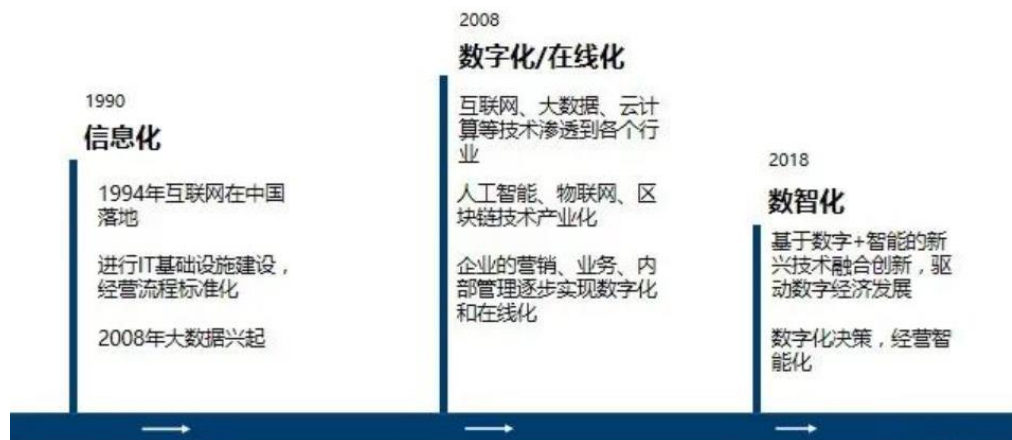 1990
信息化
1994年互联网在中国
落地
进行IT基础设施建设，
经营流程标准化
2008年大数据兴起
2008
数字化/在线化
互联网、大数据、云计
算等技术渗透到各个行
业
人工智能、物联网、区
块链技术产业化
企业的营销、业务、内
部管理逐步实现数字化
和在线化
2018
数智化
基于数字+智能的新
兴技术融合创新，驱
动数字经济发展
数字化决策，经营智
能化